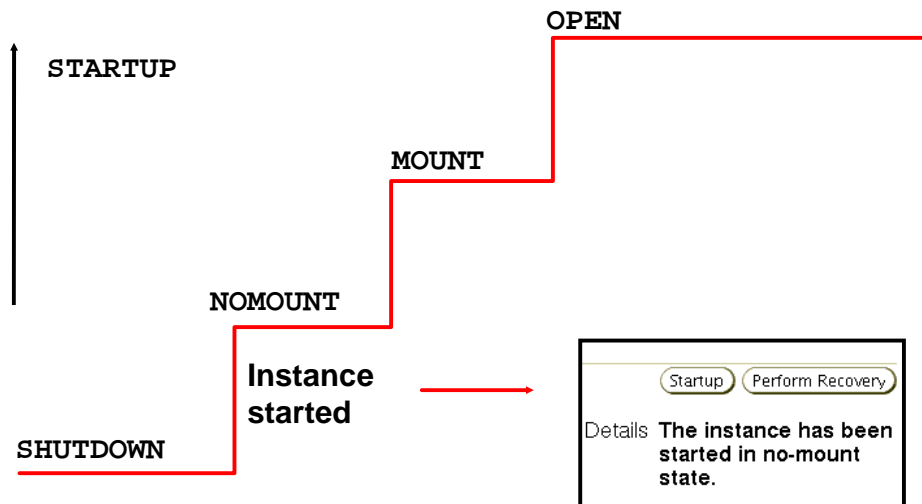 OPEN
STARTUP
MOUNT
NOMOUNT
Instance
started
Startup Perform Recovery
Details The instance has been
started in no-mount
state.
SHUTDOWN